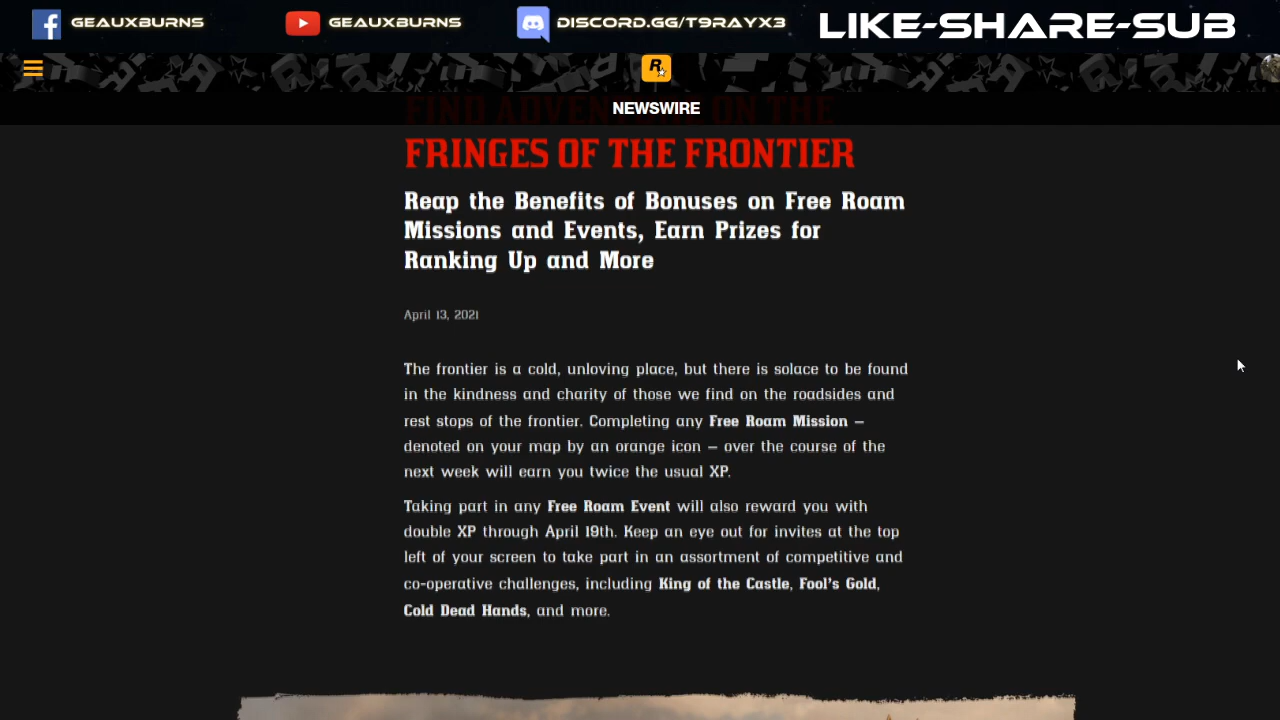 GEAUXBURNS GEAUXBURNS DISCORD.GG/T9RAYX3 LIKE-SHARE-SUB
R
NEWSWIRE
FIND ADVENTURE ON THE
FRINGES OF THE FRONTIER
Reap the Benefits of Bonuses on Free Roam
Missions and Events, Earn Prizes for
Ranking Up and More
April 13, 2021
The frontier is a cold, unloving place, but there is solace to be found
in the kindness and charity of those we find on the roadsides and
rest stops of the frontier. Completing any Free Roam Mission –
denoted on your map by an orange icon – over the course of the
next week will earn you twice the usual XP.
Taking part in any Free Roam Event will also reward you with
double XP through April 19th. Keep an eye out for invites at the top
left of your screen to take part in an assortment of competitive and
co-operative challenges, including King of the Castle, Fool's Gold,
Cold Dead Hands, and more.